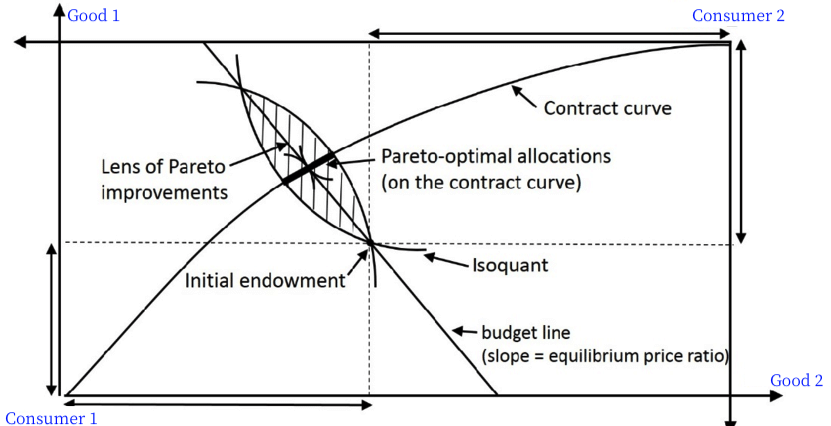 Good 1
Consumer 2
Contract curve
Lens of Pareto
improvements
Pareto-optimal allocations
(on the contract curve)
Initial endowment
Isoquant
budget line
(slope = equilibrium price ratio)
Good 2
Consumer 1